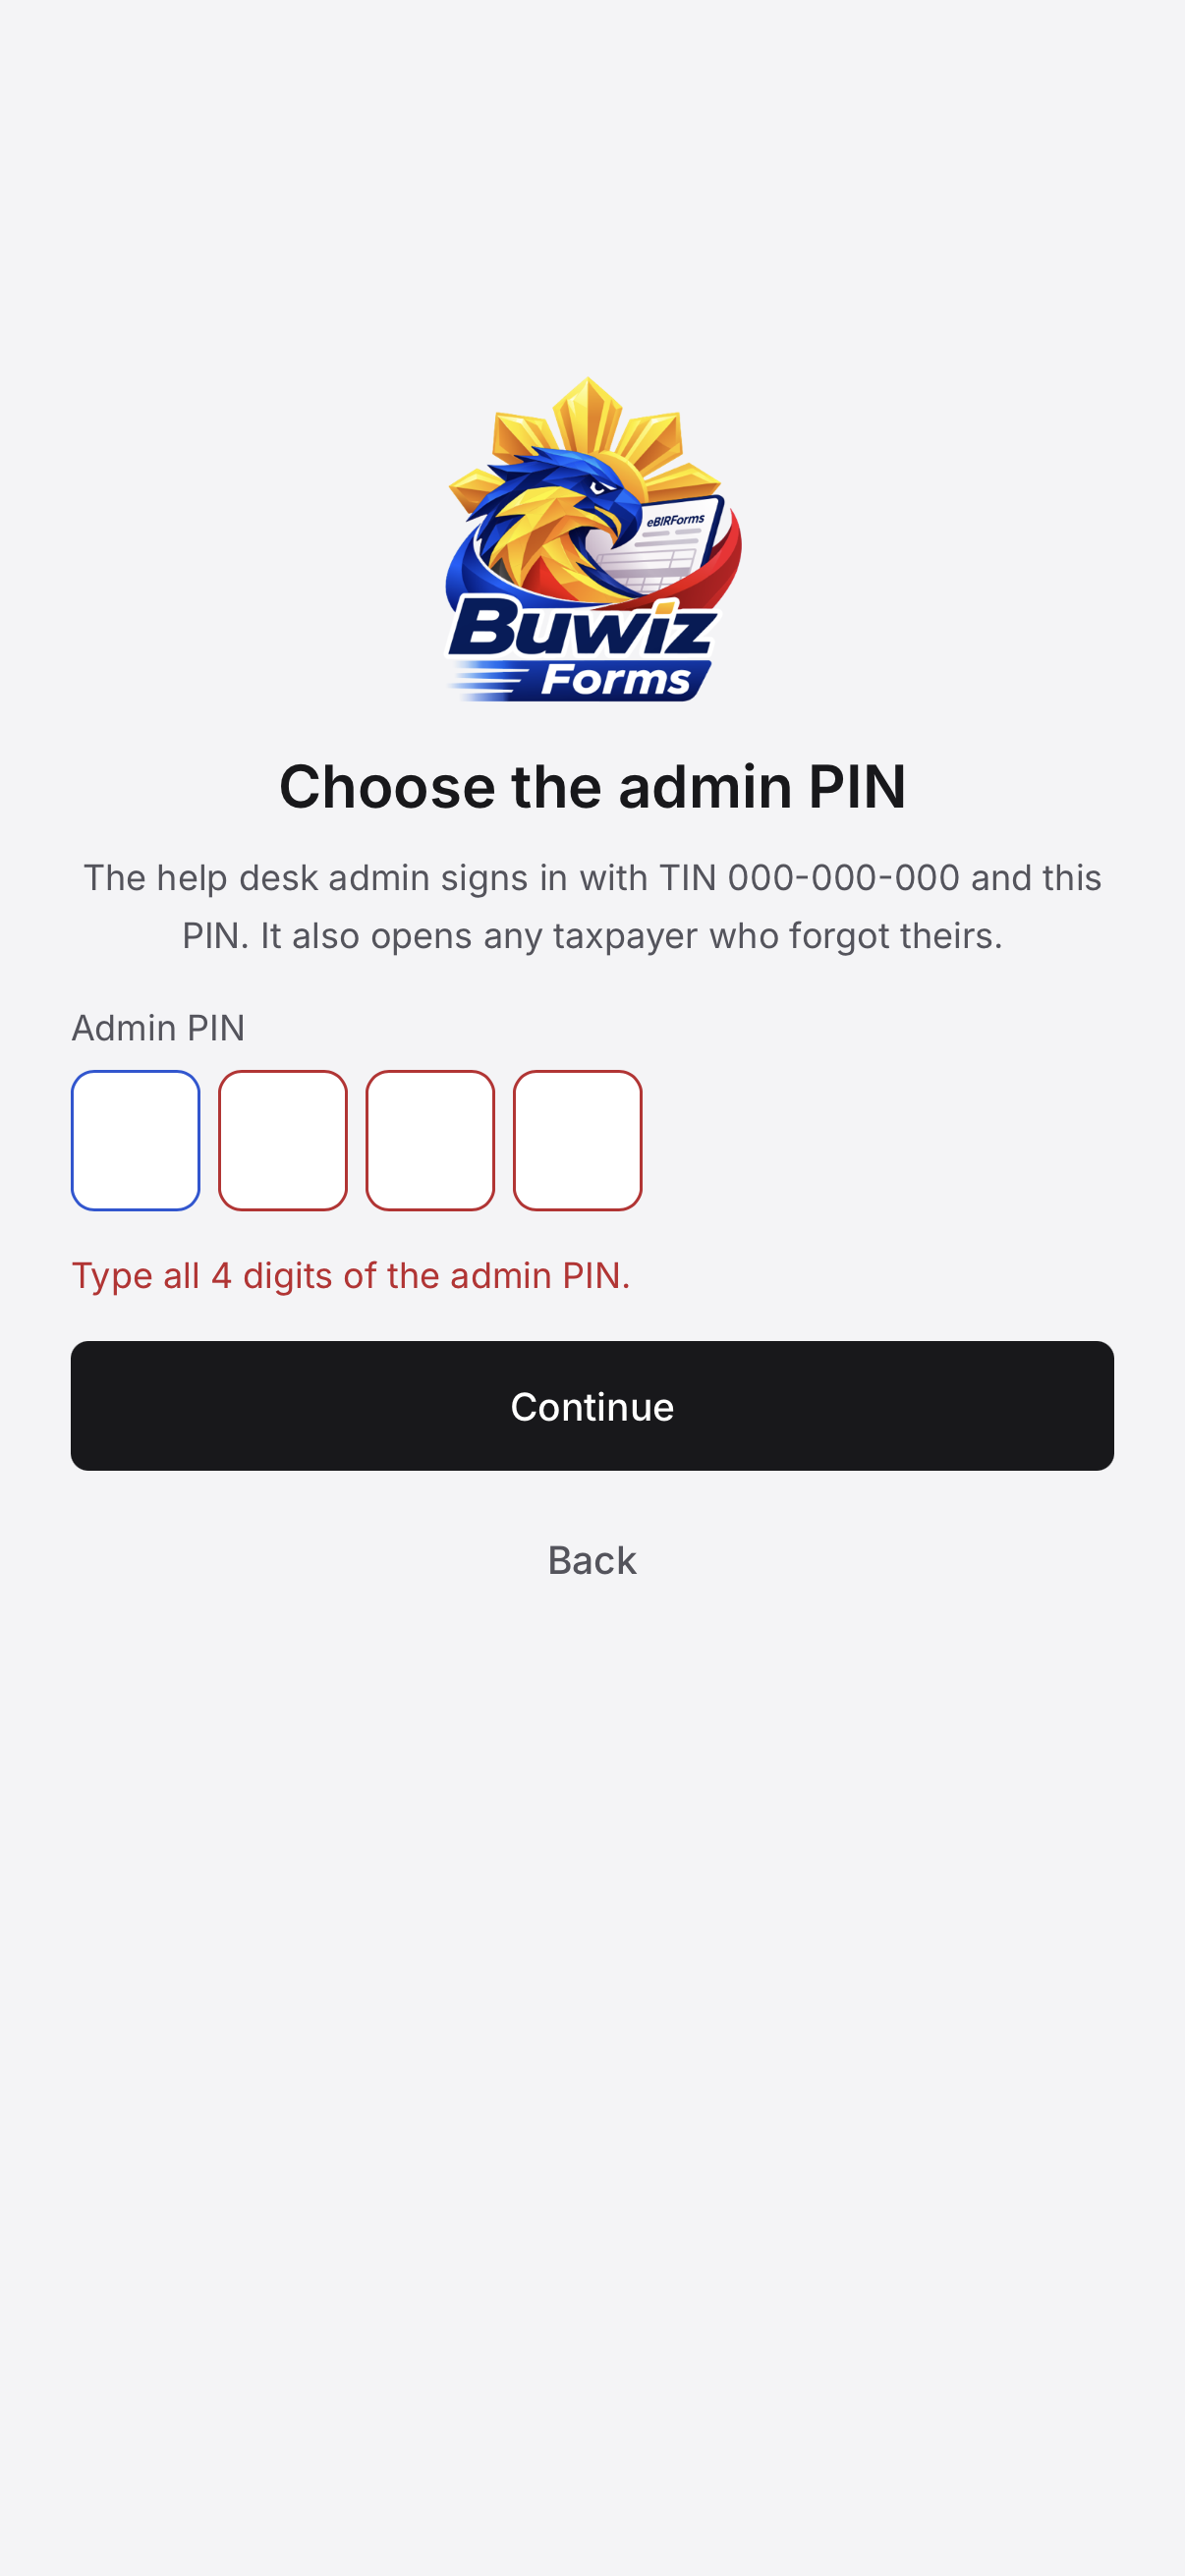 eBIRForms
Buwiz
Forms
Choose the admin PIN
The help desk admin signs in with TIN 000-000-000 and this
PIN. It also opens any taxpayer who forgot theirs.
Admin PIN
Type all 4 digits of the admin PIN.
Continue
Back